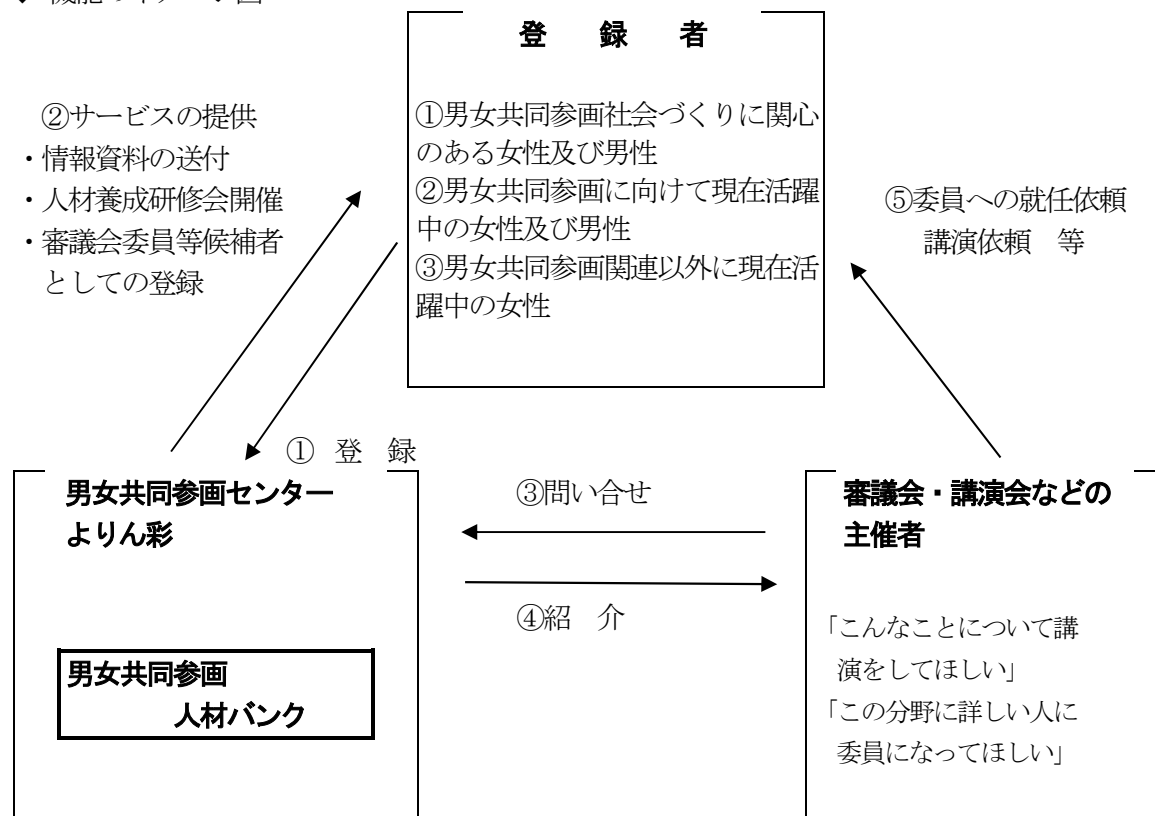 登　録　者
①男女共同参画社会づくりに関心
のある女性及び男性
②男女共同参画に向けて現在活躍
中の女性及び男性
③男女共同参画関連以外に現在活
躍中の女性
②サービスの提供
・情報資料の送付
・人材養成研修会開催
・審議会委員等候補者
としての登録
⑤委員への就任依頼
講演依頼　等
①　登　録
男女共同参画センター
よりん彩
男女共同参画
人材バンク
③問い合せ
④紹　介
審議会・講演会などの
主催者
「こんなことについて講
演をしてほしい」
「この分野に詳しい人に
委員になってほしい」